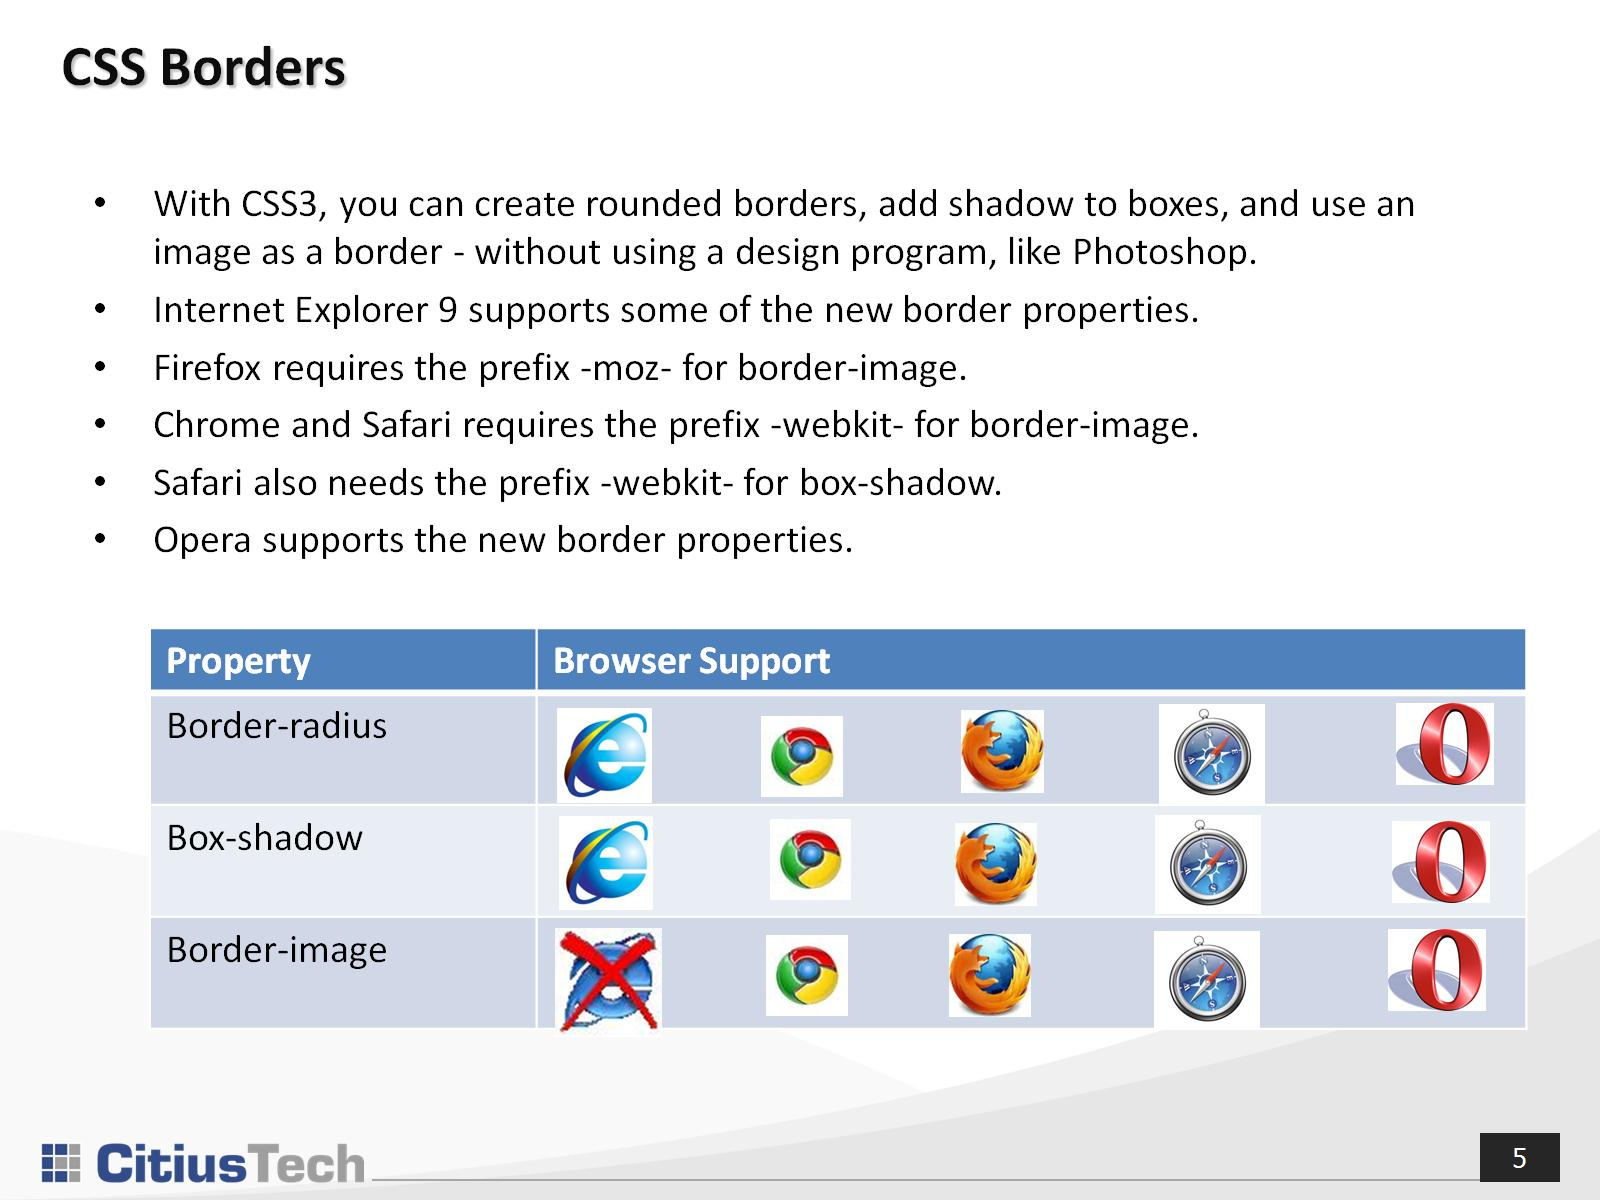 CSS Borders
• With CSS3, you can create rounded borders, add shadow to boxes, and use an
image as a border - without using a design program, like Photoshop.
• Internet Explorer 9 supports some of the new border properties.
• Firefox requires the prefix -moz- for border-image.
• Chrome and Safari requires the prefix -webkit- for border-image.
• Safari also needs the prefix -webkit- for box-shadow.
• Opera supports the new border properties.
Property Browser Support
Border-radius
Box-shadow
Border-image
CitiusTech
5